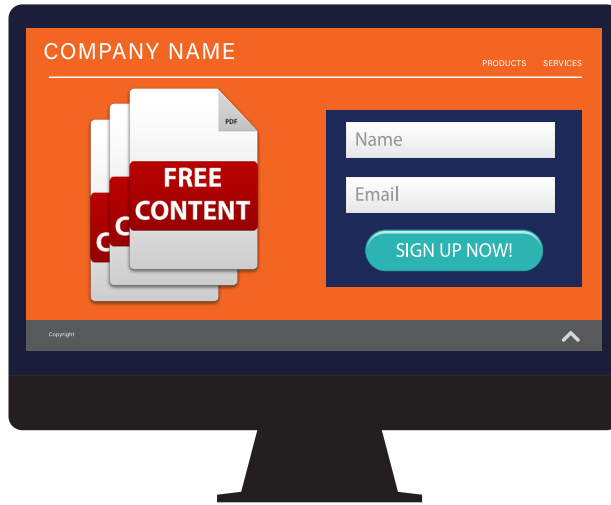 COMPANY NAME
PRODUCTS SERVICES
PDF
FREE
CONTENT
C
C
Name
Email
SIGN UP NOW!
Copyright